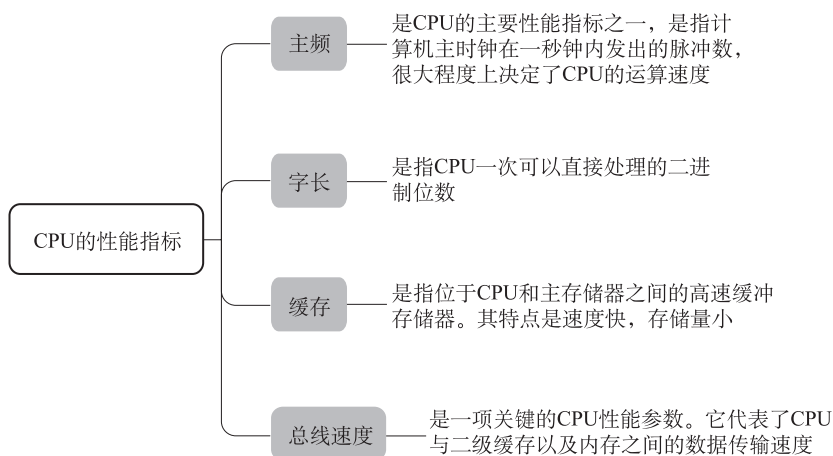 主频
是CPU的主要性能指标之一，是指计
算机主时钟在一秒钟内发出的脉冲数，
很大程度上决定了CPU的运算速度
字长
是指CPU一次可以直接处理的二进
制位数
CPU的性能指标
缓存
是指位于CPU和主存储器之间的高速缓冲
存储器。其特点是速度快，存储量小
总线速度
是一项关键的CPU性能参数。它代表了CPU
与二级缓存以及内存之间的数据传输速度